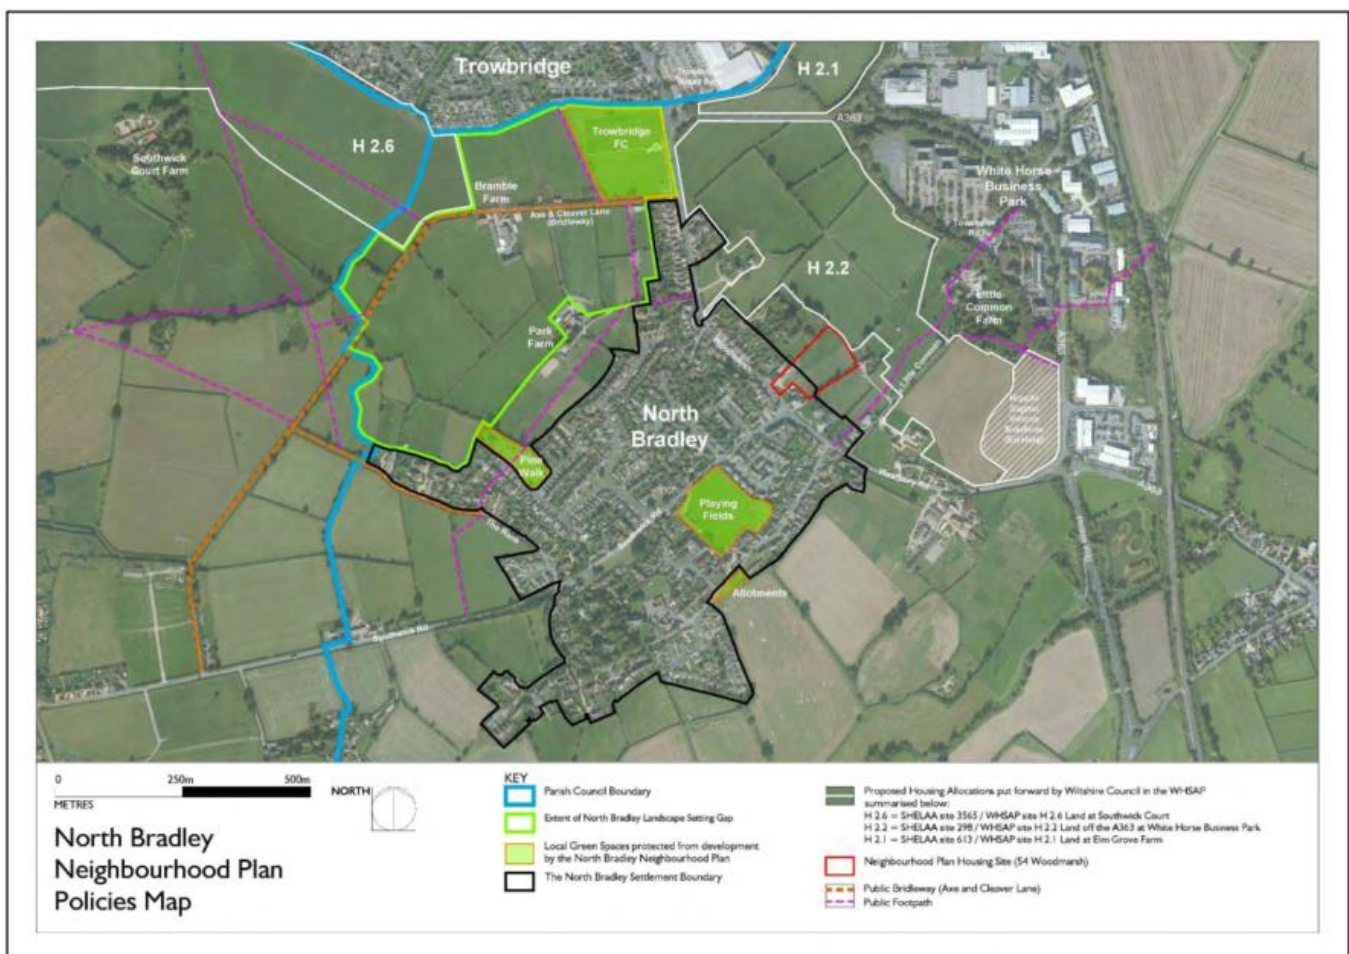 Trowbridge
H 2.1
A363
H 2.6
Trowbridge
FC
Southwick
Court Farm
White Horse
Business
Park
Bramble
Farm
Axe & Cleaver Lane
(Bridleway)
H 2.2
Little
Common
Farm
Park
Farm
Little Common
North
Bradley
Pine
Walk
Playing
Fields
A363
Allotments
Southwick Rd
0 250m 500m
METRES
NORTH
North Bradley
Neighbourhood Plan
Policies Map
KEY
Parish Council Boundary
Extent of North Bradley Landscape Setting Gap
Local Green Spaces protected from development
by the North Bradley Neighbourhood Plan
The North Bradley Settlement Boundary
Proposed Housing Allocations put forward by Wiltshire Council in the WHSAP
summarised below:
H 2.6 = SHELAA site 3565 / WHSAP site H 2.6 Land at Southwick Court
H 2.2 = SHELAA site 298 / WHSAP site H 2.2 Land off the A363 at White Horse Business Park
H 2.1 = SHELAA site 613 / WHSAP site H 2.1 Land at Elm Grove Farm
Neighbourhood Plan Housing Site (54 Woodmarsh)
Public Bridleway (Axe and Cleaver Lane)
Public Footpath